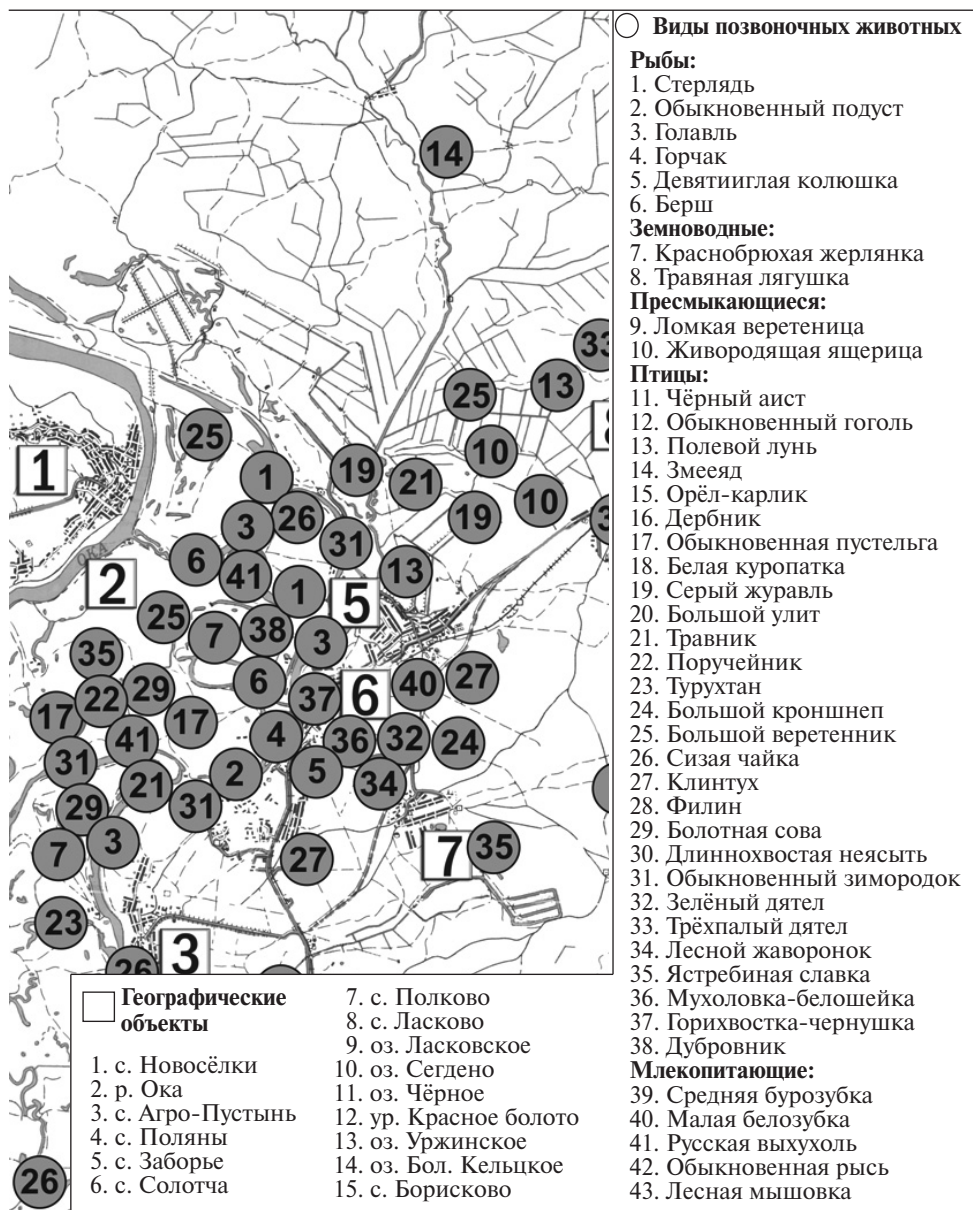 14
33
13
25
25
10
1
8
1
19
21
10
3
26
19
3
31
6
41
13
ОКА
2
1
5
25
7
38
3
35
6
27
40
29
37
6
22
17
17
4
36
32
24
41
31
5
2
21
34
31
29
7
3
27
7
35
23
26
3
26
Географические
объекты
1. с. Новосёлки
2. р. Ока
3. с. Агро-Пустынь
4. с. Поляны
5. с. Заборье
6. с. Солотча
7. с. Полково
8. с. Ласково
9. оз. Ласковское
10. оз. Сегдено
11. оз. Чёрное
12. ур. Красное болото
13. оз. Уржинское
14. оз. Бол. Кельцкое
15. с. Борисково
Виды позвоночных животных
Рыбы:
1. Стерлядь
2. Обыкновенный подуст
3. Голавль
4. Горчак
5. Девятииглая колюшка
6. Берш
Земноводные:
7. Краснобрюхая жерлянка
8. Травяная лягушка
Пресмыкающиеся:
9. Ломкая веретеница
10. Живородящая ящерица
Птицы:
11. Чёрный аист
12. Обыкновенный гоголь
13. Полевой лунь
14. Змееяд
15. Орёл-карлик
16. Дербник
17. Обыкновенная пустельга
18. Белая куропатка
19. Серый журавль
20. Большой улит
21. Травник
22. Поручейник
23. Турухтан
24. Большой кроншнеп
25. Большой веретенник
26. Сизая чайка
27. Клинтух
28. Филин
29. Болотная сова
30. Длиннохвостая неясыть
31. Обыкновенный зимородок
32. Зелёный дятел
33. Трёхпалый дятел
34. Лесной жаворонок
35. Ястребиная славка
36. Мухоловка-белошейка
37. Горихвостка-чернушка
38. Дубровник
Млекопитающие:
39. Средняя бурозубка
40. Малая белозубка
41. Русская выхухоль
42. Обыкновенная рысь
43. Лесная мышовка